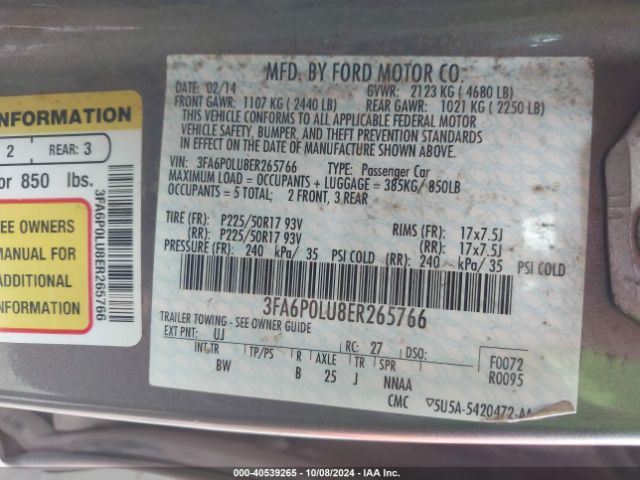 MFD. BY FORD MOTOR CO.
DATE: 02/14 GVWR: 2123 KG ( 4680 LB)
FRONT GAWR: 1107 KG ( 2440 LB) REAR GAWR: 1021 KG ( 2250 LB)
THIS VEHICLE CONFORMS TO ALL APPLICABLE FEDERAL MOTOR
VEHICLE SAFETY, BUMPER, AND THEFT PREVENTION STANDARDS
IN EFFECT ON THE DATE OF MANUFACTURE SHOWN ABOVE.
VIN: 3FA6P0LU8ER265766 TYPE: Passenger Car
MAXIMUM LOAD = OCCUPANTS + LUGGAGE = 385KG/ 850LB
OCCUPANTS = 5 TOTAL: 2 FRONT, 3 REAR
TIRE (FR): P225/50R17 93V RIMS (FR): 17x7.5J
(RR): P225/50R17 93V (RR): 17x7.5J
PRESSURE (FR): 240 kPa/ 35 PSI COLD (RR): 240 kPa/ 35 PSI COLD
3FA6P0LU8ER265766
TRAILER TOWING - SEE OWNER GUIDE
EXT PNT: UJ RC: 27 DSO: F0072
INT TR TP/PS R AXLE TR SPR R0095
BW B 25 J NNAA
CMC ▽5U5A-5420472-AA
INFORMATION
2 REAR: 3
or 850 lbs.
SEE OWNERS
MANUAL FOR
ADDITIONAL
INFORMATION
3FA6P0LU8ER265766
000-40539265 - 10/08/2024 - IAA Inc.